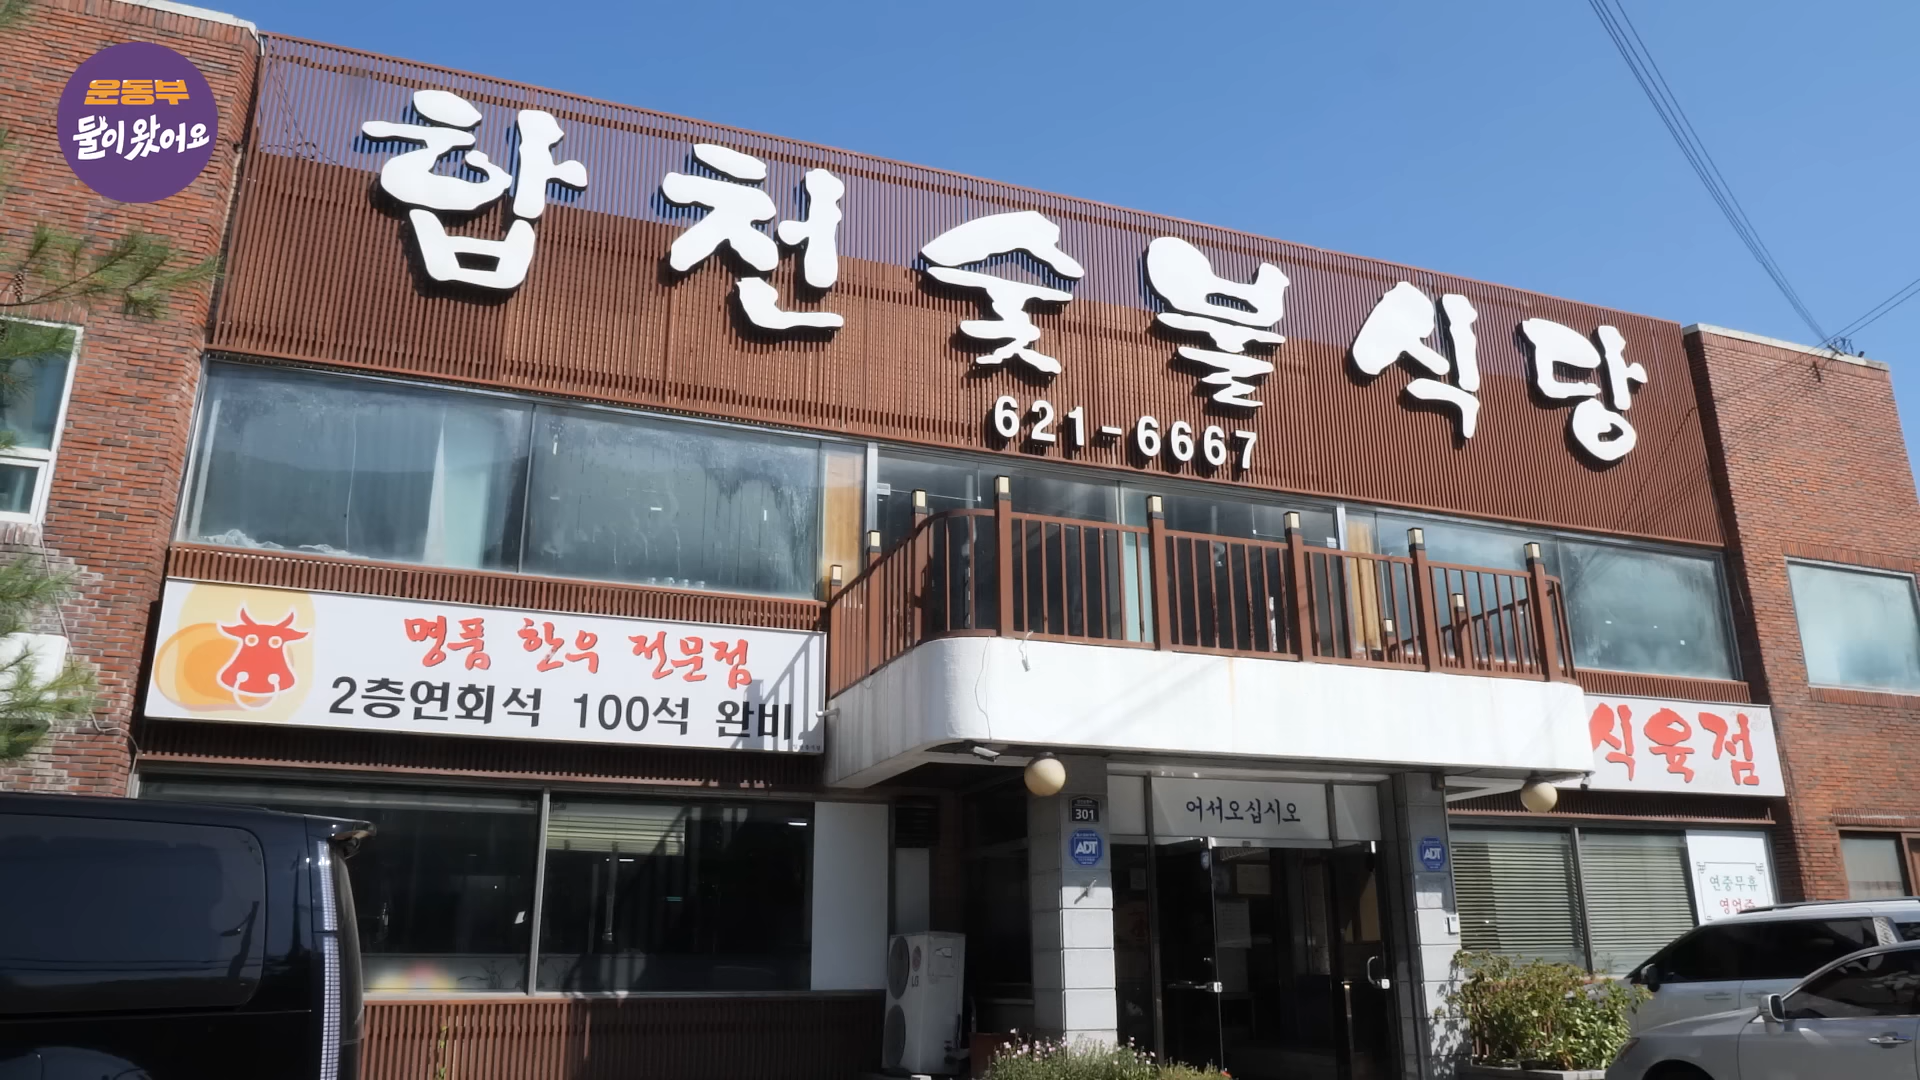 운동부
둘이 왔어요
합천숯불식당
621-6667
명품 한우 전문점
2층연회석 100석 완비
식육점
어서오십시오
301
ADT
ADT
연중무휴
영업중
LG